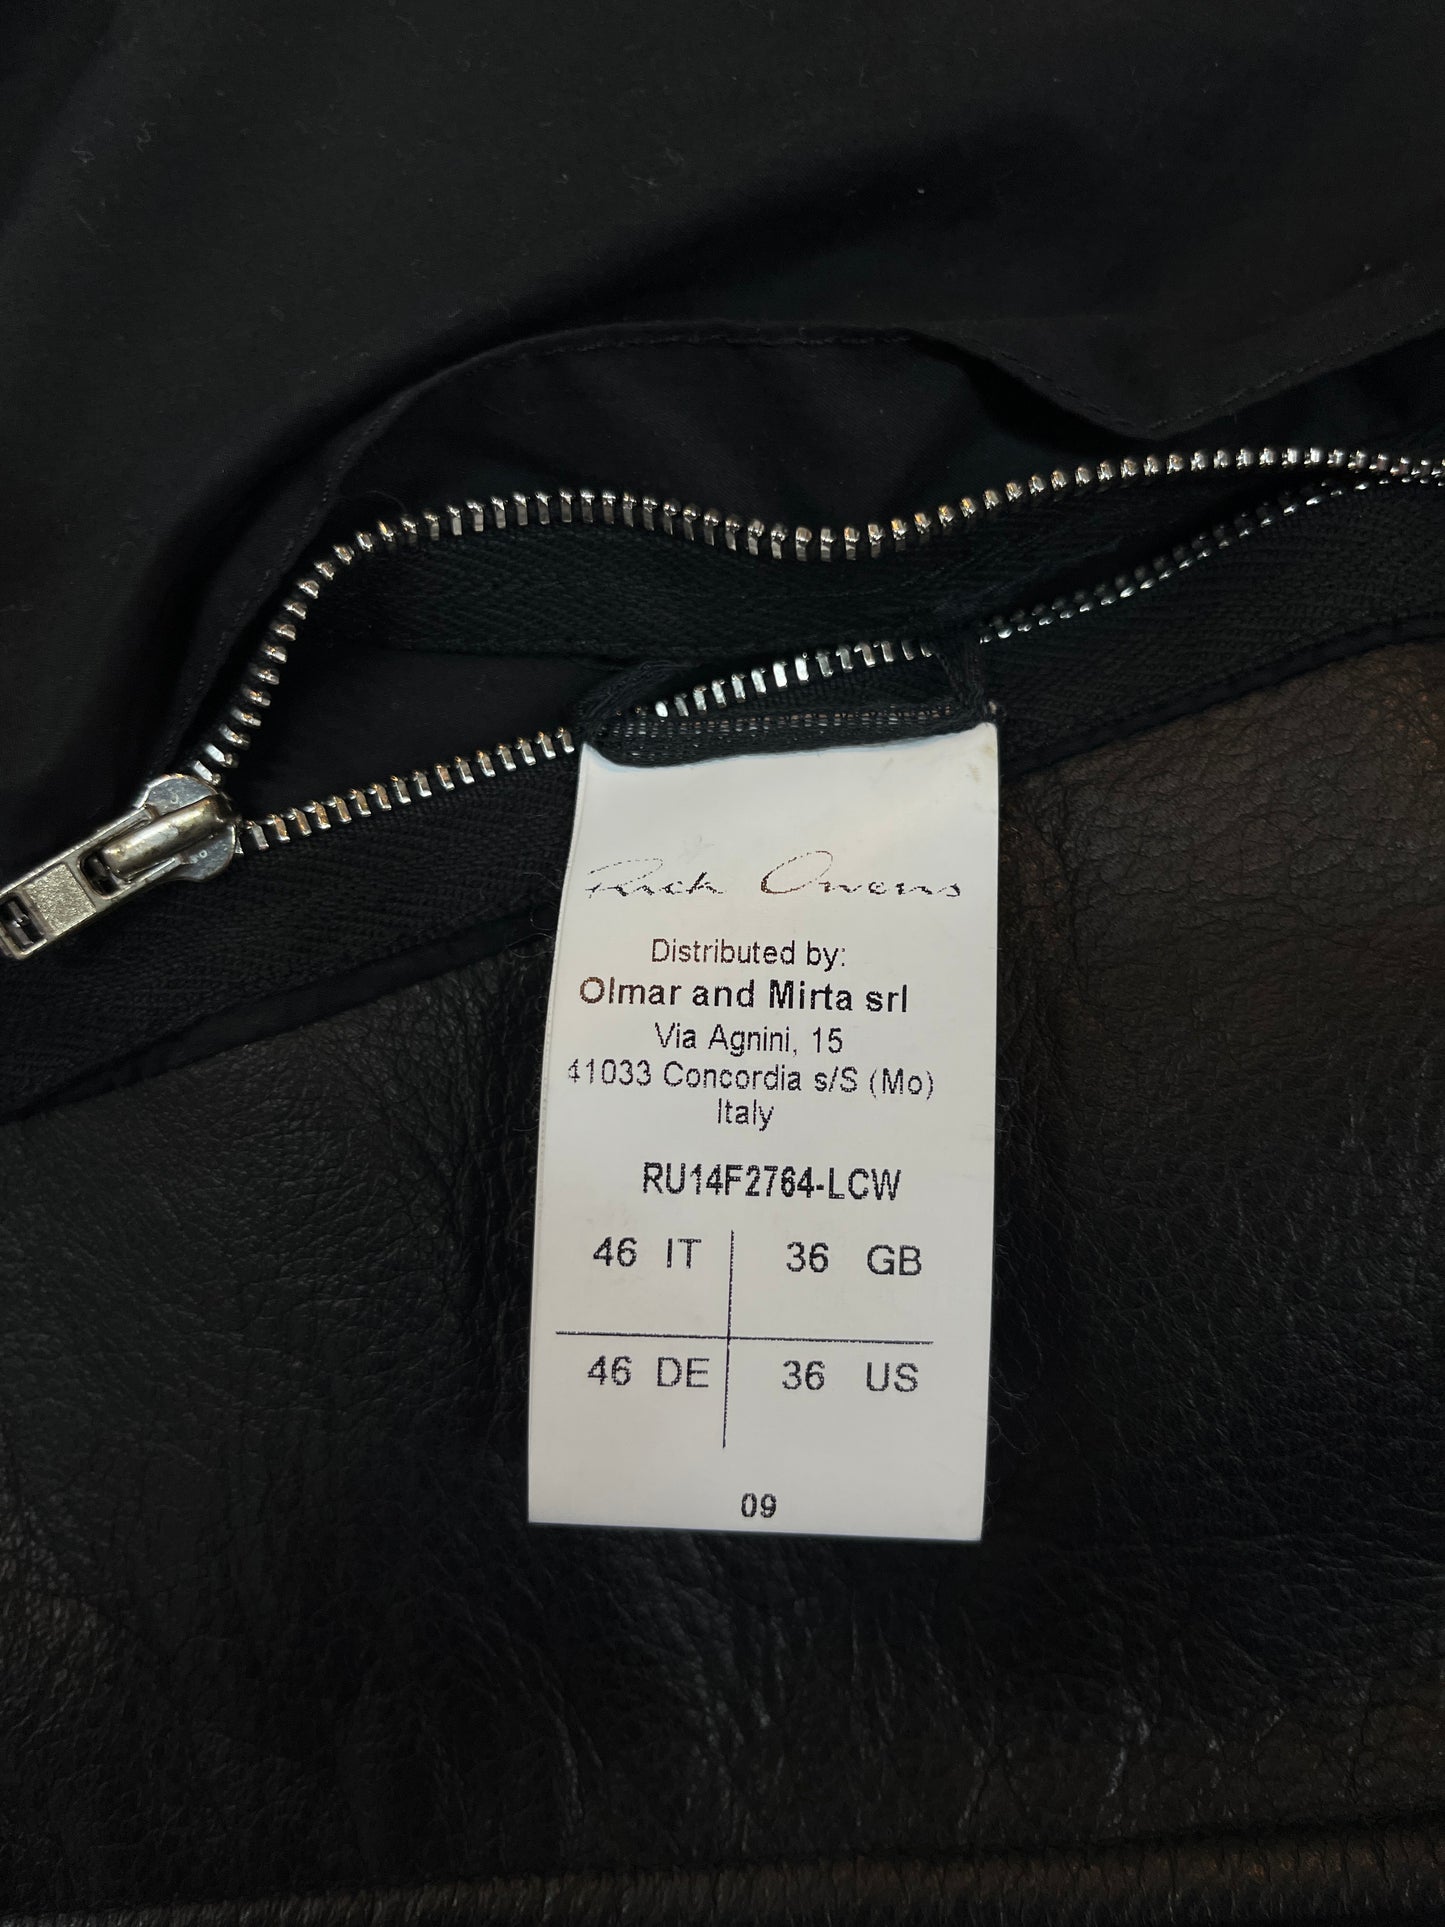 Rick Owens
Distributed by:
Olmar and Mirta srl
Via Agnini, 15
41033 Concordia s/S (Mo)
Italy
RU14F2764-LCW
46 IT 36 GB
46 DE 36 US
09